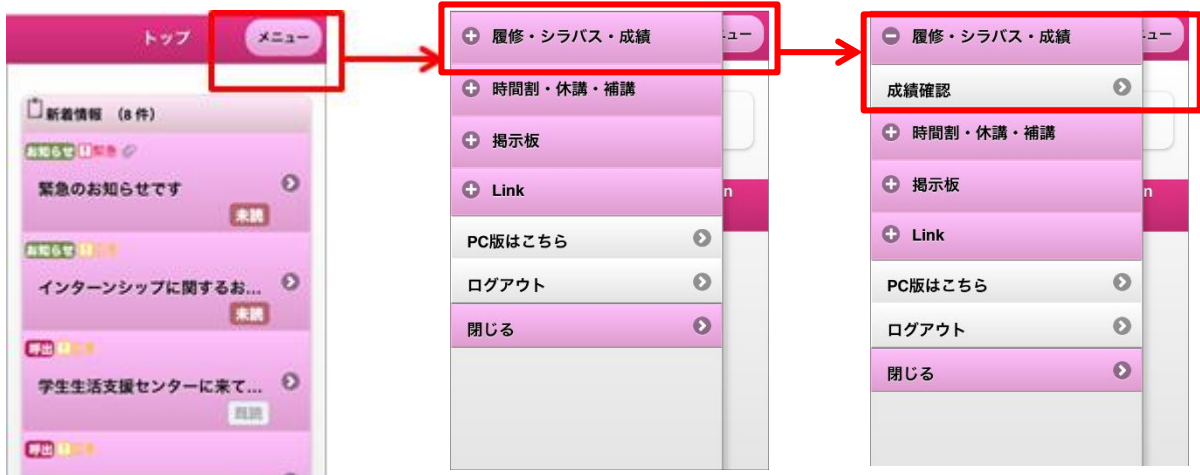 トップ
メニュー
新着情報 (8 件)
お知らせ !緊急
緊急のお知らせです
未読
お知らせ
インターンシップに関するお...
未読
呼出
学生生活支援センターに来て...
既読
呼出
履修・シラバス・成績
ュー
時間割・休講・補講
掲示板
Link
n
PC版はこちら
ログアウト
閉じる
履修・シラバス・成績
ュー
成績確認
時間割・休講・補講
掲示板
Link
n
PC版はこちら
ログアウト
閉じる